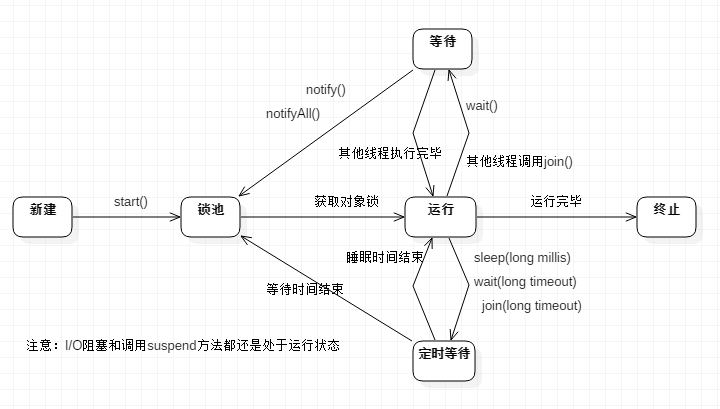 等待
notify()
notifyAll()
wait()
其他线程执行完毕
其他线程调用join()
新建
start()
锁池
获取对象锁
运行
运行完毕
终止
睡眠时间结束
sleep(long millis)
wait(long timeout)
join(long timeout)
等待时间结束
定时等待
注意：I/O阻塞和调用suspend方法都还是处于运行状态